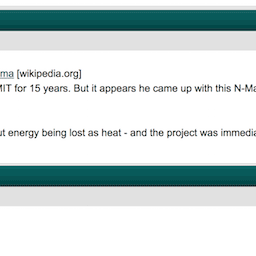 ma [wikipedia.org]
MIT for 15 years. But it appears he came up with this N-Ma
ut energy being lost as heat - and the project was immedia